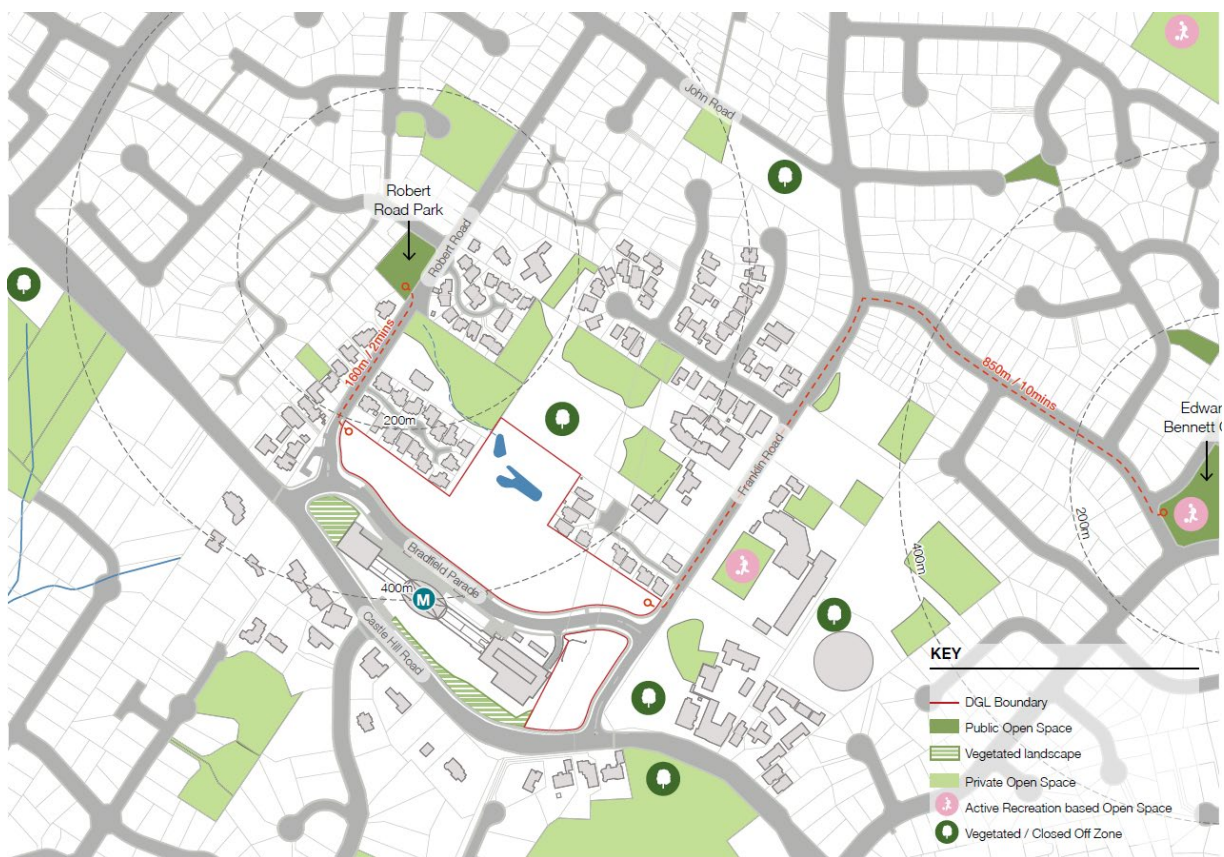 John Road
Robert
Road Park
Robert Road
160m / 2mins
200m
850m / 10mins
Edwar
Bennett O
Franklin Road
200m
400m
Bradfield Parade
400m
M
Castle Hill Road
KEY
DGL Boundary
Public Open Space
Vegetated landscape
Private Open Space
Active Recreation based Open Space
Vegetated / Closed Off Zone